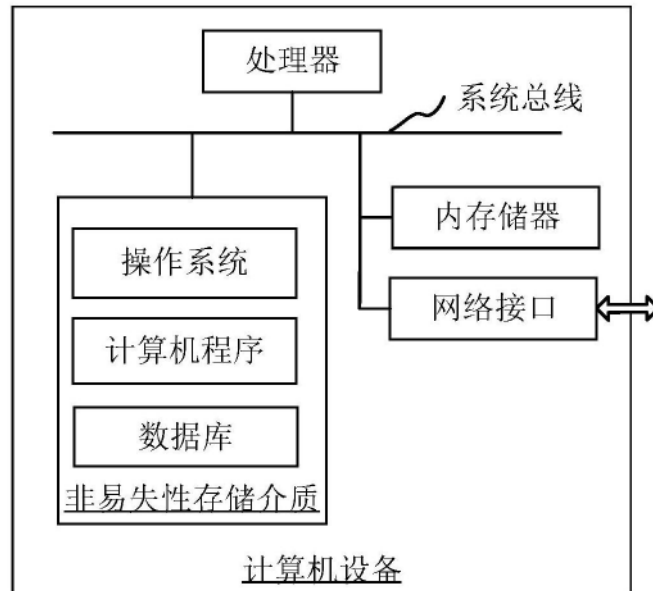 处理器
系统总线
内存储器
操作系统
网络接口
计算机程序
数据库
非易失性存储介质
计算机设备